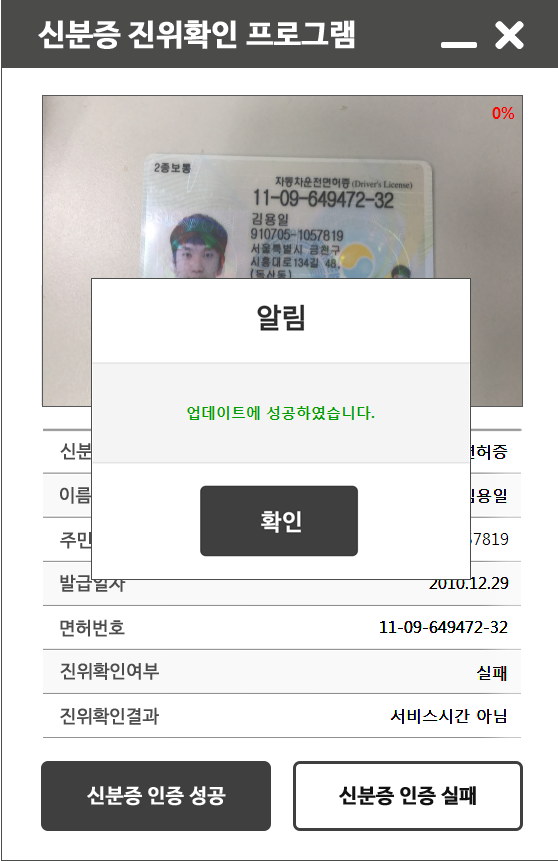 신분증 진위확인 프로그램
0%
2종보통
자동차운전면허증(Driver's License)
11-09-649472-32
김용일
910705-1057819
서울특별시 금천구
시흥대로134길 48,
(독산동)
알림
업데이트에 성공하였습니다.
확인
신분
면허증
이름
김용일
주민
57819
발급일자
2010.12.29
면허번호
11-09-649472-32
진위확인여부
실패
진위확인결과
서비스시간 아님
신분증 인증 성공
신분증 인증 실패